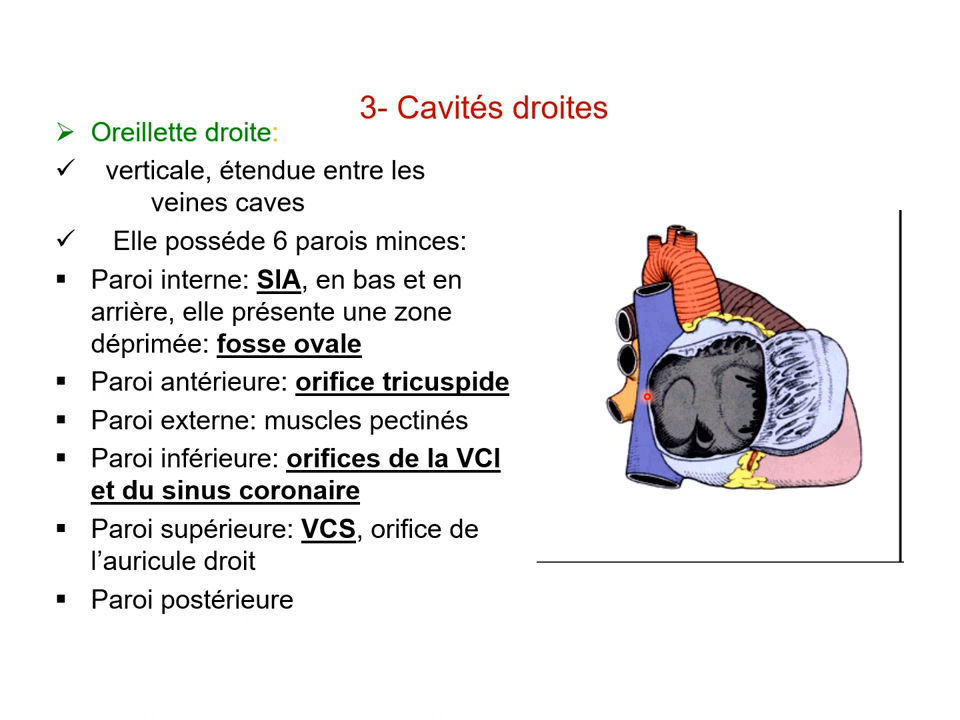 3- Cavités droites
➢ Oreillette droite:
✓ verticale, étendue entre les
veines caves
✓ Elle posséde 6 parois minces:
▪ Paroi interne: SIA, en bas et en
arrière, elle présente une zone
déprimée: fosse ovale
▪ Paroi antérieure: orifice tricuspide
▪ Paroi externe: muscles pectinés
▪ Paroi inférieure: orifices de la VCI
et du sinus coronaire
▪ Paroi supérieure: VCS, orifice de
l’auricule droit
▪ Paroi postérieure